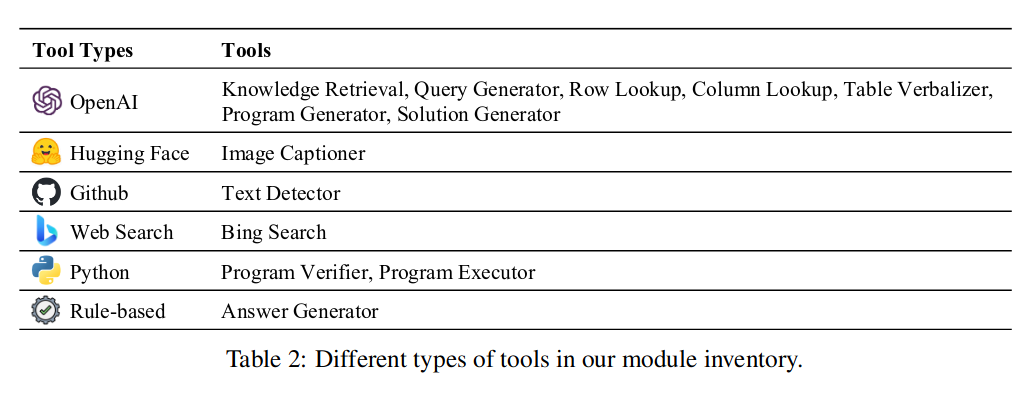 Tool Types Tools
OpenAI Knowledge Retrieval, Query Generator, Row Lookup, Column Lookup, Table Verbalizer,
Program Generator, Solution Generator
Hugging Face Image Captioner
Github Text Detector
Web Search Bing Search
Python Program Verifier, Program Executor
Rule-based Answer Generator
Table 2: Different types of tools in our module inventory.